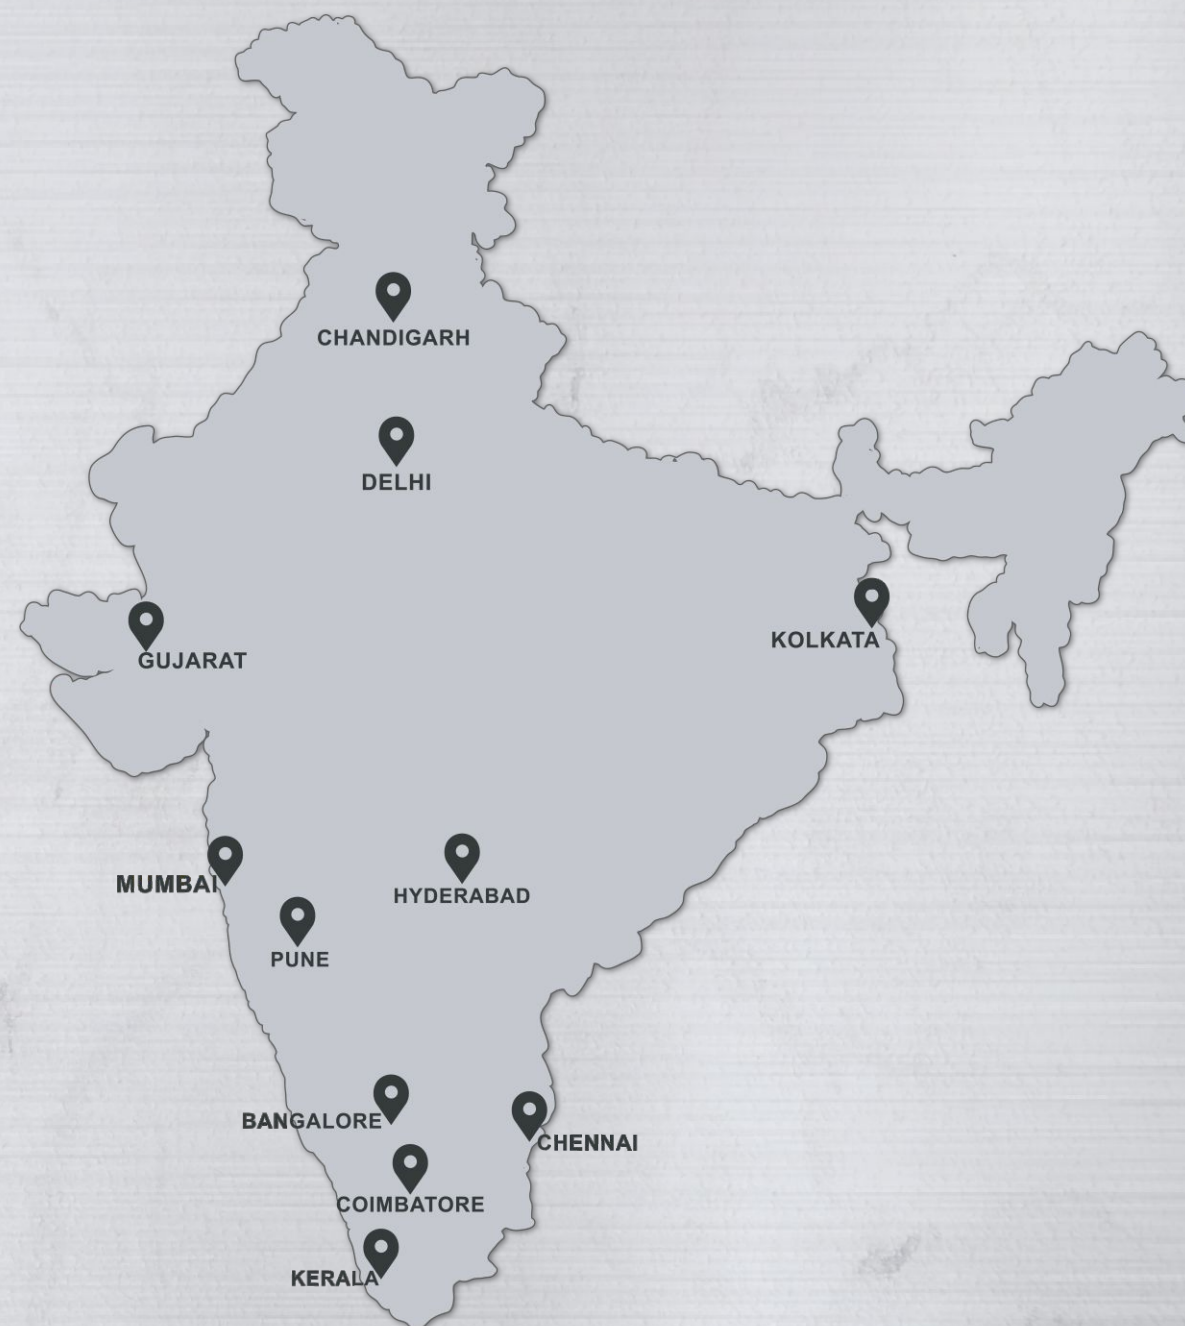 CHANDIGARH
DELHI
KOLKATA
GUJARAT
MUMBAI
HYDERABAD
PUNE
BANGALORE
CHENNAI
COIMBATORE
KERALA